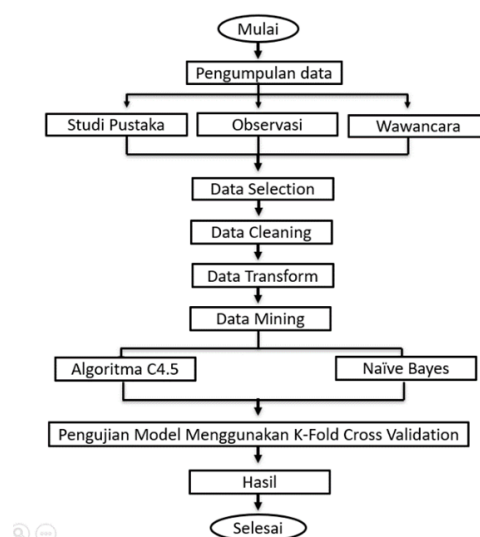 Mulai
Pengumpulan data
Studi Pustaka
Observasi
Wawancara
Data Selection
Data Cleaning
Data Transform
Data Mining
Algoritma C4.5
Naïve Bayes
Pengujian Model Menggunakan K-Fold Cross Validation
Hasil
Selesai